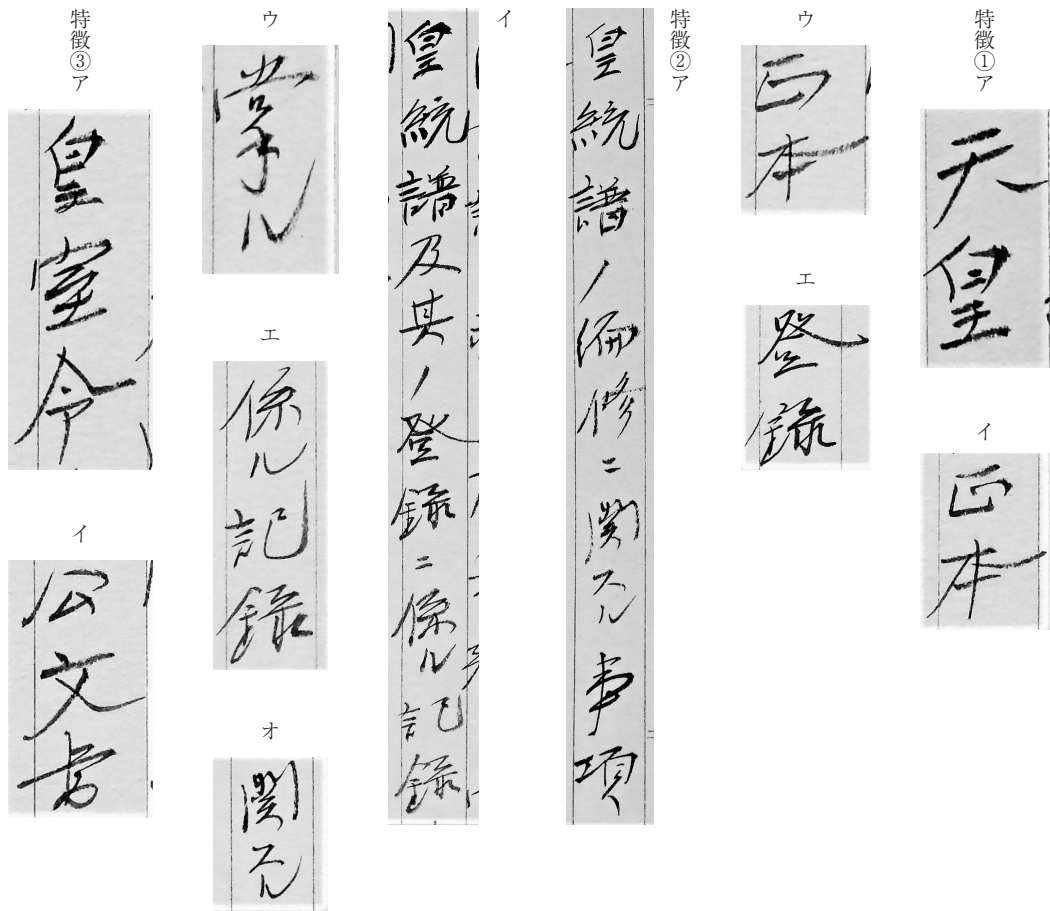 特徴①ア
天皇
イ
正本
ウ
正本
エ
登録
特徴②ア
皇統譜ノ編修ニ関スル事項
イ
皇統譜及其ノ登録ニ係ル記録
ウ
掌ル
エ
係ル記録
オ
関スル
特徴③ア
皇室令
イ
公文書